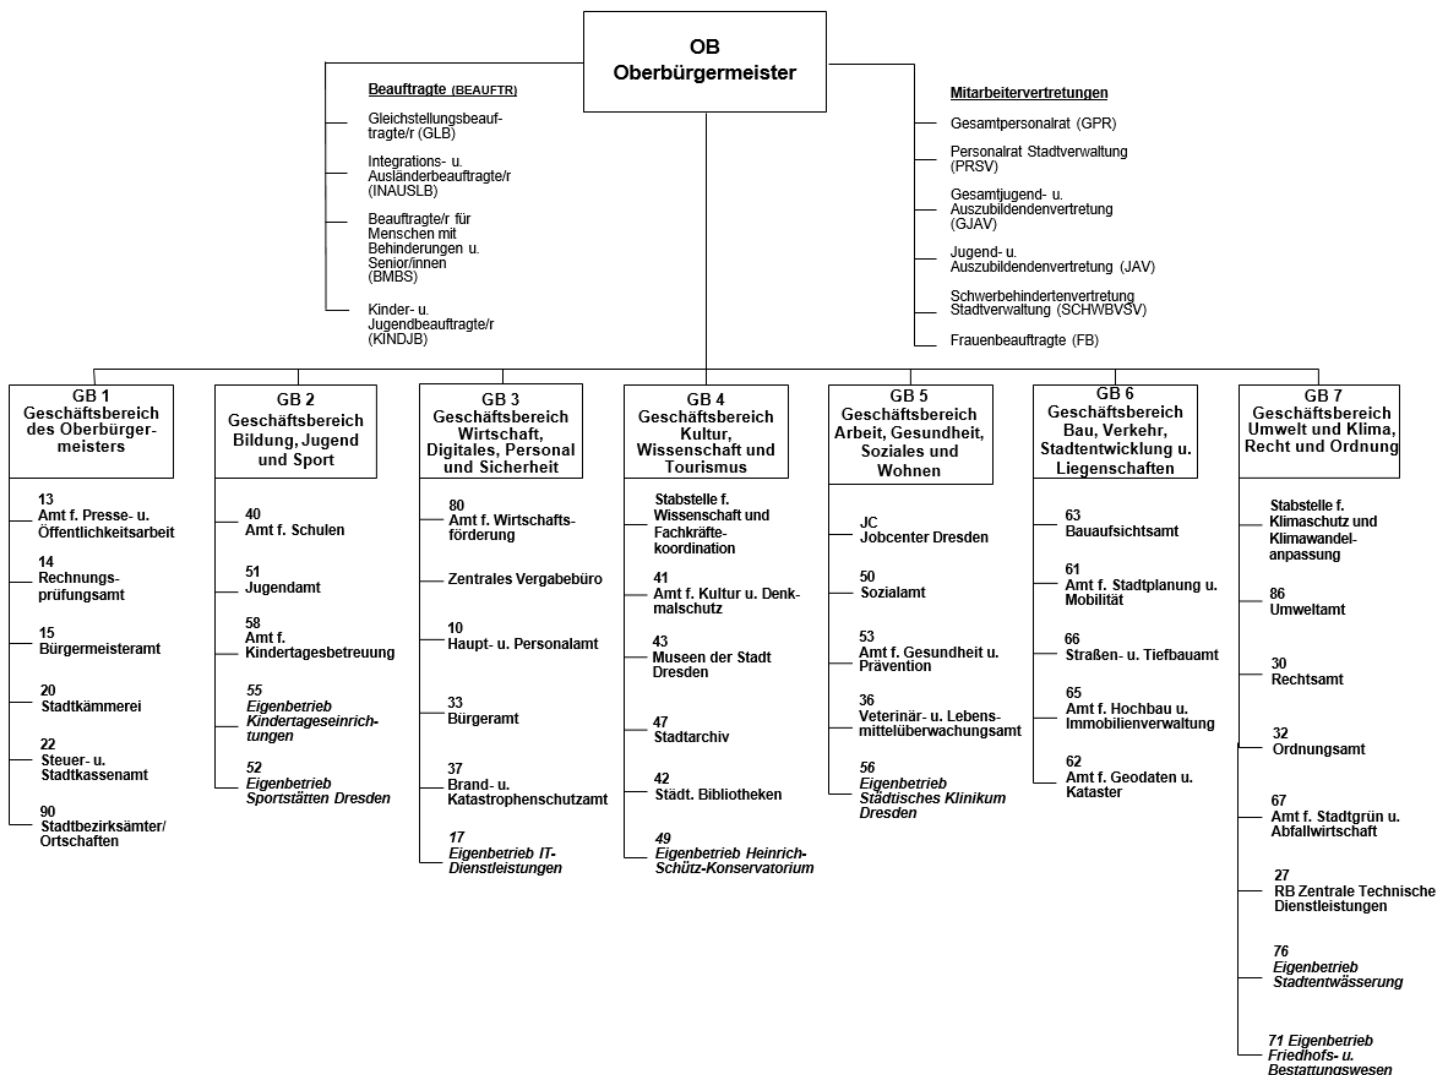 OB
Oberbürgermeister
Beauftragte (BEAUFTR)
Gleichstellungsbeauf-
tragte/r (GLB)
Integrations- u.
Ausländerbeauftragte/r
(INAUSLB)
Beauftragte/r für
Menschen mit
Behinderungen u.
Senior/innen
(BMBS)
Kinder- u.
Jugendbeauftragte/r
(KINDJB)
Mitarbeitervertretungen
Gesamtpersonalrat (GPR)
Personalrat Stadtverwaltung
(PRSV)
Gesamtjugend- u.
Auszubildendenvertretung
(GJAV)
Jugend- u.
Auszubildendenvertretung (JAV)
Schwerbehindertenvertretung
Stadtverwaltung (SCHWBVSV)
Frauenbeauftragte (FB)
GB 1
Geschäftsbereich
des Oberbürger-
meisters
13
Amt f. Presse- u.
Öffentlichkeitsarbeit
14
Rechnungs-
prüfungsamt
15
Bürgermeisteramt
20
Stadtkämmerei
22
Steuer- u.
Stadtkassenamt
90
Stadtbezirksämter/
Ortschaften
GB 2
Geschäftsbereich
Bildung, Jugend
und Sport
40
Amt f. Schulen
51
Jugendamt
58
Amt f.
Kindertagesbetreuung
55
Eigenbetrieb
Kindertageseinrich-
tungen
52
Eigenbetrieb
Sportstätten Dresden
GB 3
Geschäftsbereich
Wirtschaft,
Digitales, Personal
und Sicherheit
80
Amt f. Wirtschafts-
förderung
Zentrales Vergabebüro
10
Haupt- u. Personalamt
33
Bürgeramt
37
Brand- u.
Katastrophenschutzamt
17
Eigenbetrieb IT-
Dienstleistungen
GB 4
Geschäftsbereich
Kultur,
Wissenschaft und
Tourismus
Stabstelle f.
Wissenschaft und
Fachkräfte-
koordination
41
Amt f. Kultur u. Denk-
malschutz
43
Museen der Stadt
Dresden
47
Stadtarchiv
42
Städt. Bibliotheken
49
Eigenbetrieb Heinrich-
Schütz-Konservatorium
GB 5
Geschäftsbereich
Arbeit, Gesundheit,
Soziales und
Wohnen
JC
Jobcenter Dresden
50
Sozialamt
53
Amt f. Gesundheit u.
Prävention
36
Veterinär- u. Lebens-
mittelüberwachungsamt
56
Eigenbetrieb
Städtisches Klinikum
Dresden
GB 6
Geschäftsbereich
Bau, Verkehr,
Stadtentwicklung u.
Liegenschaften
63
Bauaufsichtsamt
61
Amt f. Stadtplanung u.
Mobilität
66
Straßen- u. Tiefbauamt
65
Amt f. Hochbau u.
Immobilienverwaltung
62
Amt f. Geodaten u.
Kataster
GB 7
Geschäftsbereich
Umwelt und Klima,
Recht und Ordnung
Stabstelle f.
Klimaschutz und
Klimawandel-
anpassung
86
Umweltamt
30
Rechtsamt
32
Ordnungsamt
67
Amt f. Stadtgrün u.
Abfallwirtschaft
27
RB Zentrale Technische
Dienstleistungen
76
Eigenbetrieb
Stadtentwässerung
71 Eigenbetrieb
Friedhofs- u.
Bestattungswesen